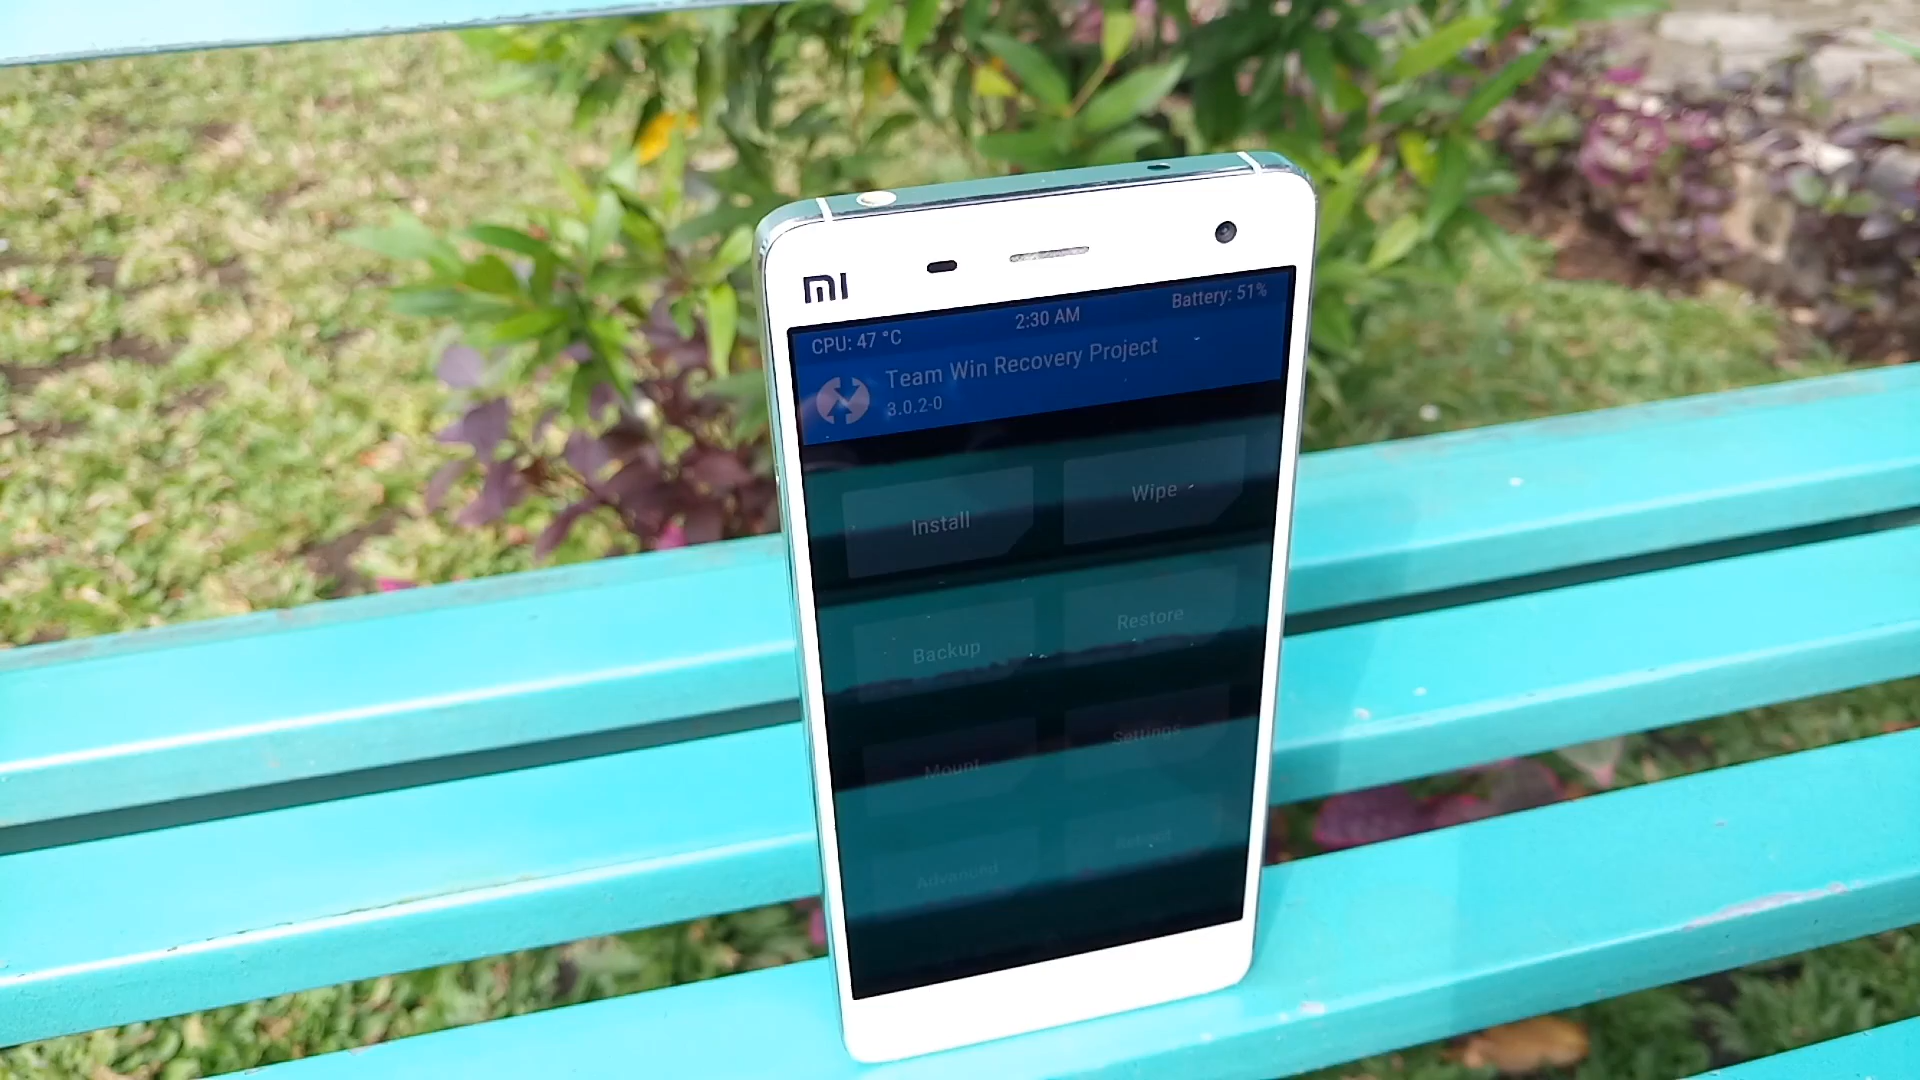 mi
CPU: 47 °C 2:30 AM Battery: 51%
Team Win Recovery Project
3.0.2-0
Install Wipe
Backup Restore
Mount Settings
Advanced Reboot